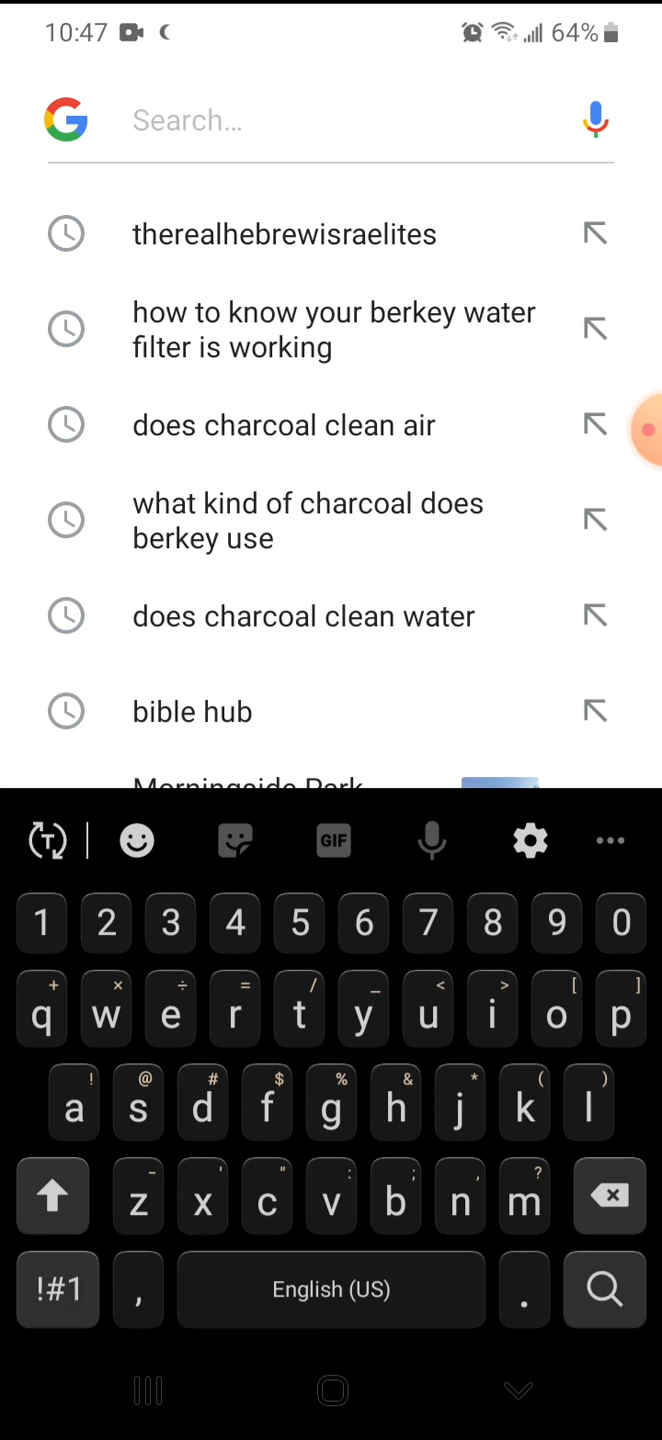 10:47 64%
Search...
therealhebrewisraelites
how to know your berkey water
filter is working
does charcoal clean air
what kind of charcoal does
berkey use
does charcoal clean water
bible hub
Morningside Park
T GIF
1 2 3 4 5 6 7 8 9 0
+ × ÷ = / _ < > [ ]
q w e r t y u i o p
! @ # $ % & * ( )
a s d f g h j k l
- ' " : ; , ?
z x c v b n m
!#1 , English (US) .